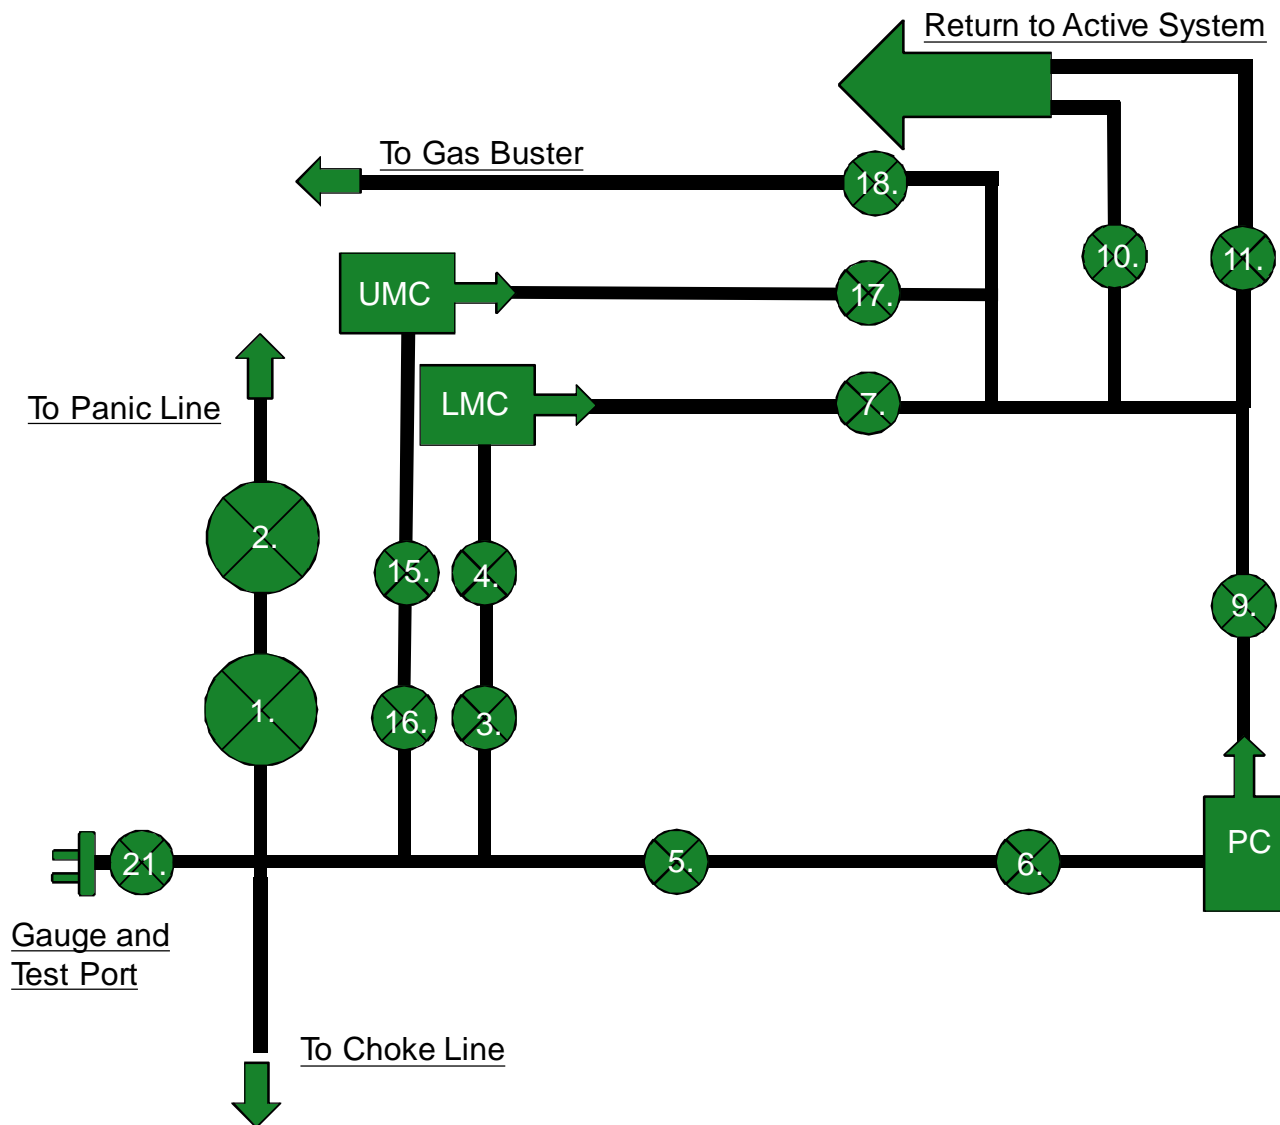 Return to Active System
To Gas Buster
18.
10.
11.
UMC
17.
To Panic Line
LMC
7.
2.
15.
4.
9.
1.
16.
3.
21.
5.
6.
PC
Gauge and
Test Port
To Choke Line